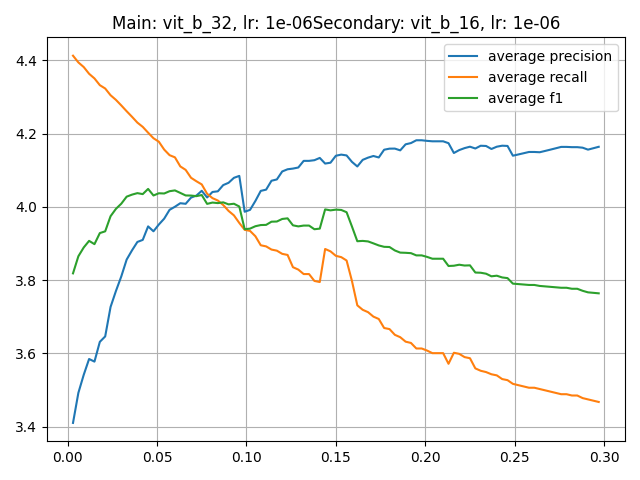 Main: vit_b_32, lr: 1e-06Secondary: vit_b_16, lr: 1e-06
average precision
average recall
average f1
4.4
4.2
4.0
3.8
3.6
3.4
0.00 0.05 0.10 0.15 0.20 0.25 0.30